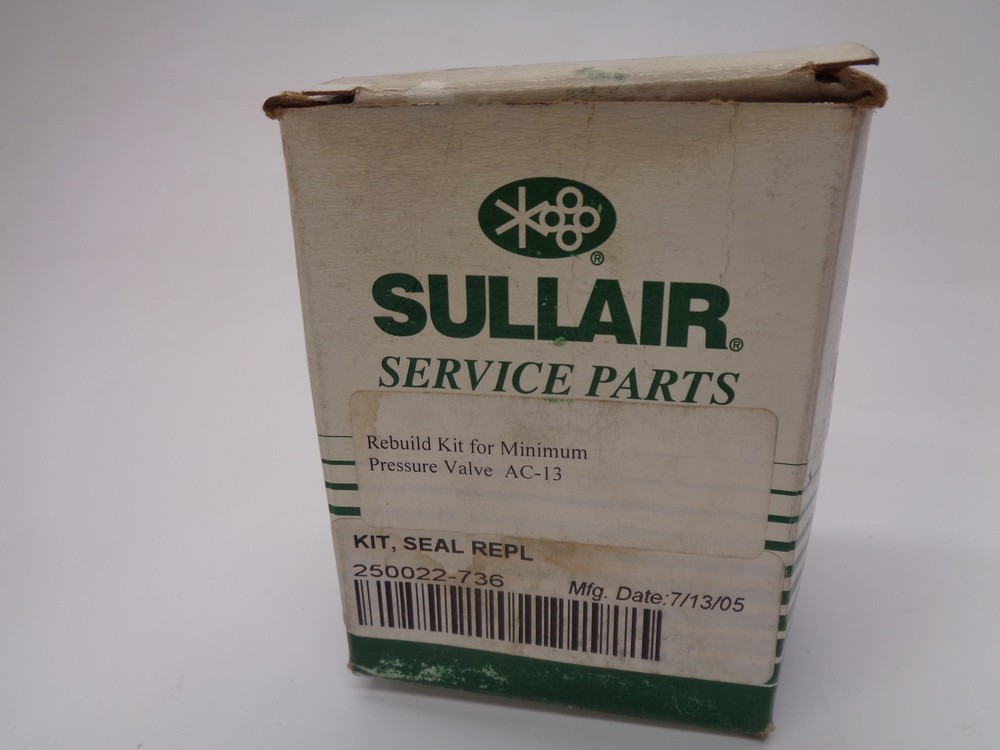 ®
SULLAIR®
SERVICE PARTS
Rebuild Kit for Minimum
Pressure Valve AC-13
KIT, SEAL REPL
250022-736
Mfg. Date:7/13/05